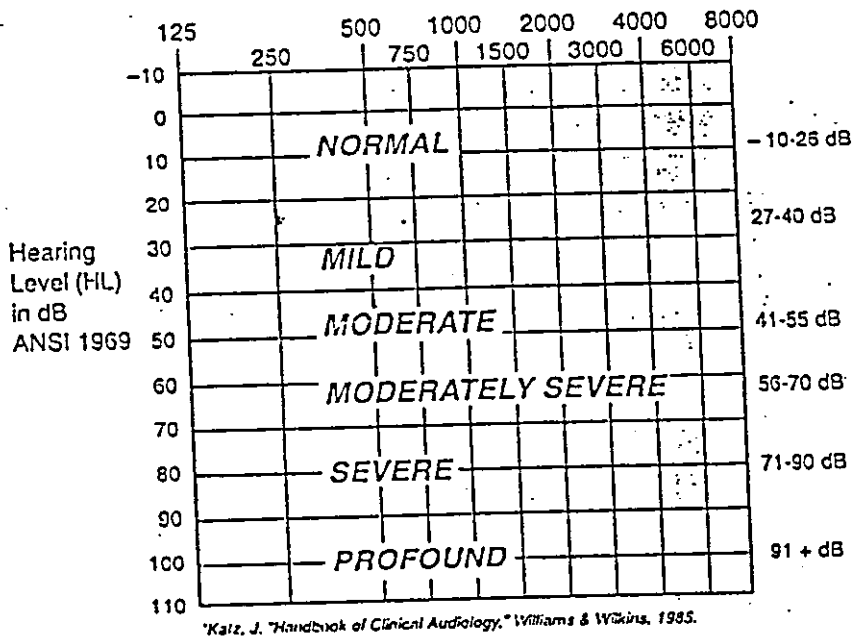 125 500 1000 2000 4000 8000
250 750 1500 3000 6000
-10
0
NORMAL -10-26 dB
10
20
27-40 dB
Hearing 30
MILD
Level (HL)
in dB 40
MODERATE 41-55 dB
ANSI 1969 50
60 MODERATELY SEVERE 56-70 dB
70
SEVERE 71-90 dB
80
90
PROFOUND 91 + dB
100
110
"Katz, J. "Handbook of Clinical Audiology," Williams & Wilkins, 1985.